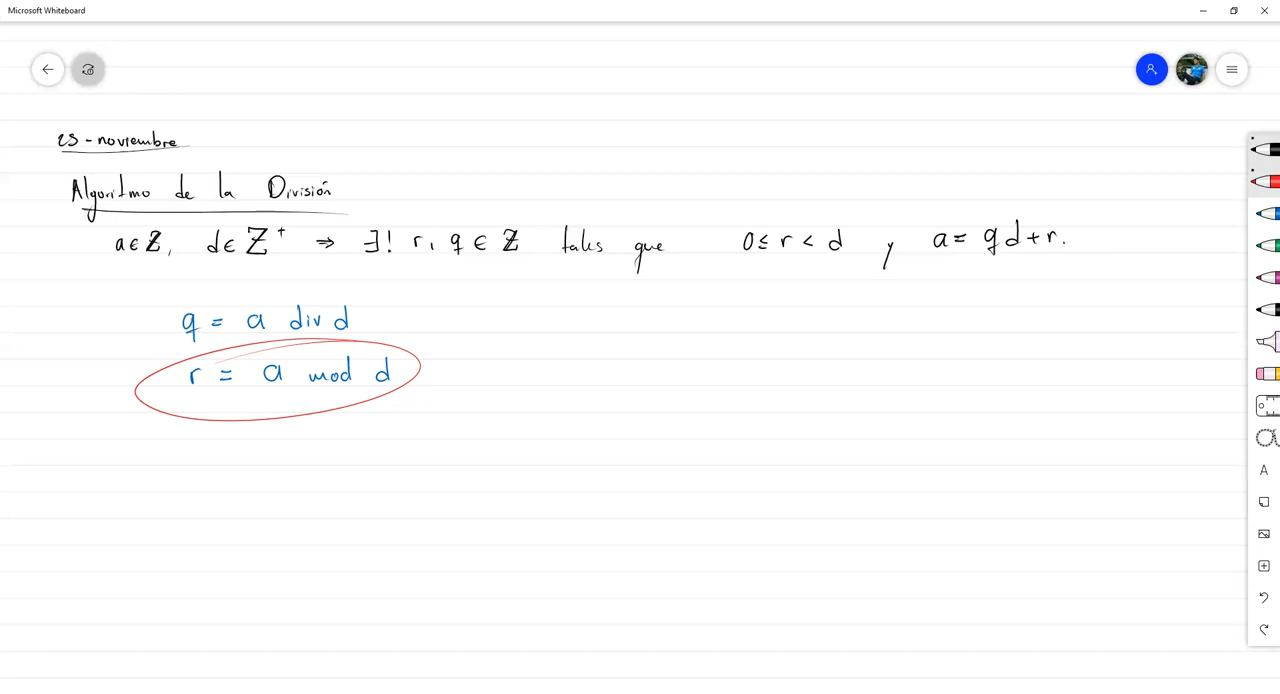 Microsoft Whiteboard
25-noviembre
Algoritmo de la División
a ∈ ℤ, d ∈ ℤ⁺ ⇒ ∃! r, q ∈ ℤ tales que 0 ≤ r < d y a = qd + r.
q = a div d
r = a mod d
A